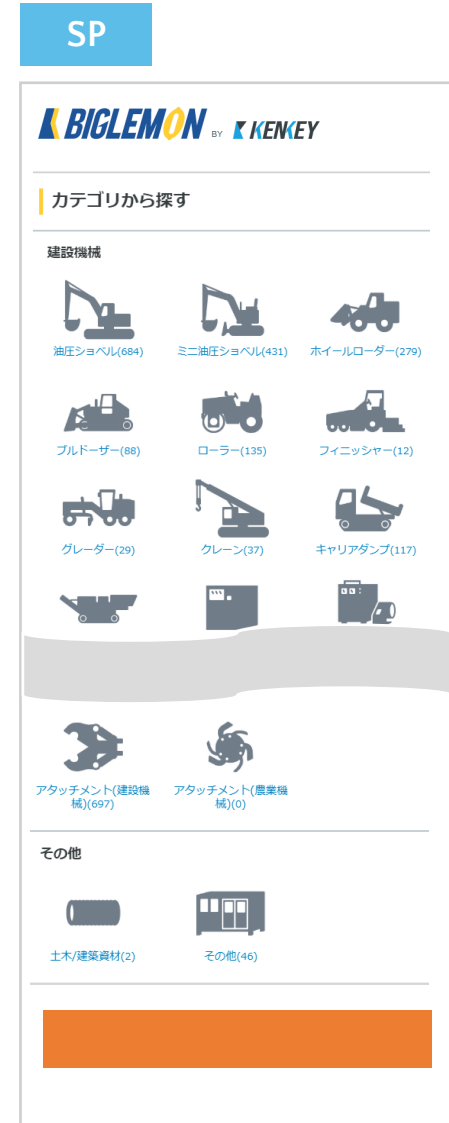 SP
BIGLEMON BY KENKEY
カテゴリから探す
建設機械
油圧ショベル(684) ミニ油圧ショベル(431) ホイールローダー(279)
ブルドーザー(88) ローラー(135) フィニッシャー(12)
グレーダー(29) クレーン(37) キャリアダンプ(117)
アタッチメント(建設機 アタッチメント(農業機
械)(697) 械)(0)
その他
土木/建築資材(2) その他(46)